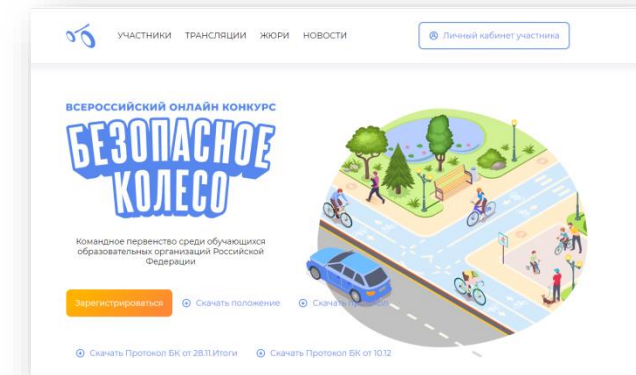 УЧАСТНИКИ ТРАНСЛЯЦИИ ЖЮРИ НОВОСТИ Личный кабинет участника
ВСЕРОССИЙСКИЙ ОНЛАЙН КОНКУРС
БЕЗОПАСНОЕ
КОЛЕСО
Командное первенство среди обучающихся
образовательных организаций Российской
Федерации
Зарегистрироваться Скачать положение Скачать протокол
Скачать Протокол БК от 28.11.Итоги Скачать Протокол БК от 10.12